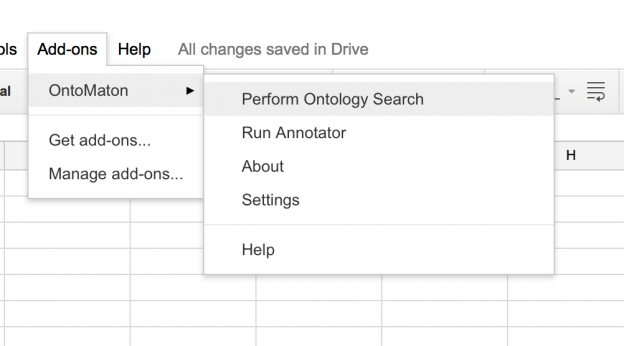 ols Add-ons Help All changes saved in Drive
al
OntoMaton ►
Get add-ons...
Manage add-ons...
Perform Ontology Search
Run Annotator
About
Settings
Help
H